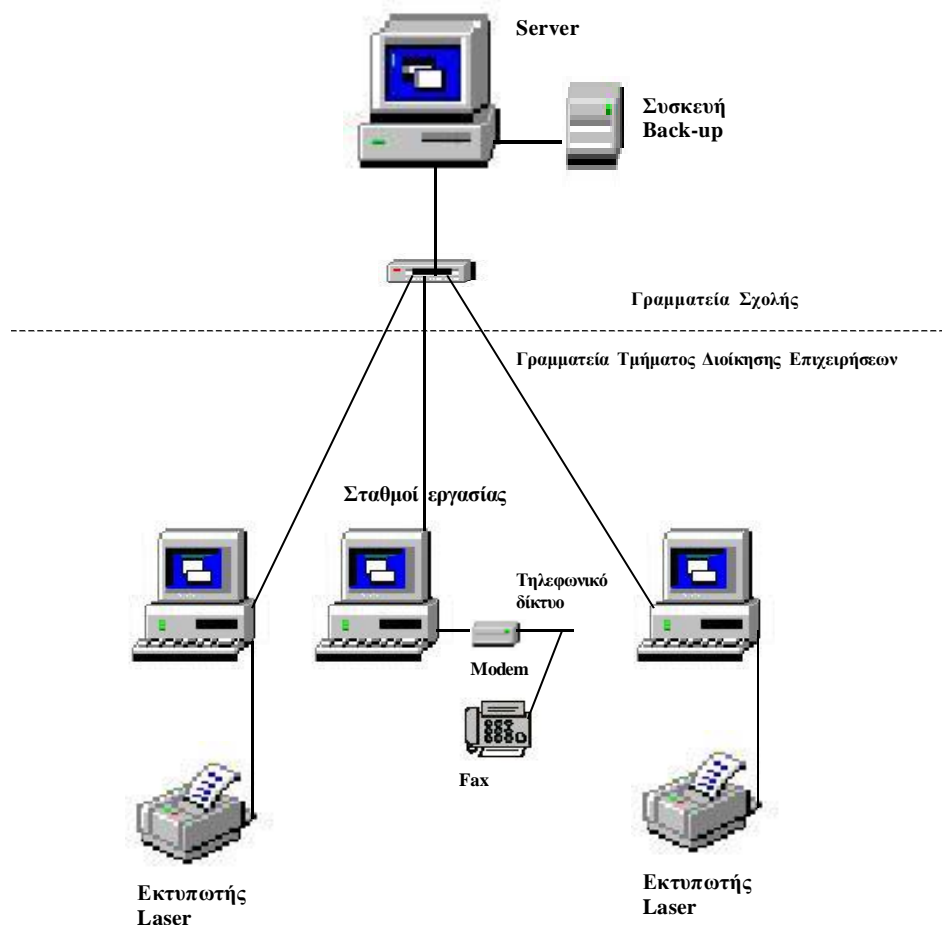 Server
Συσκευή
Back-up
Γραμματεία Σχολής
Γραμματεία Τμήματος Διοίκησης Επιχειρήσεων
Σταθμοί εργασίας
Τηλεφωνικό
δίκτυο
Modem
Fax
Εκτυπωτής
Laser
Εκτυπωτής
Laser